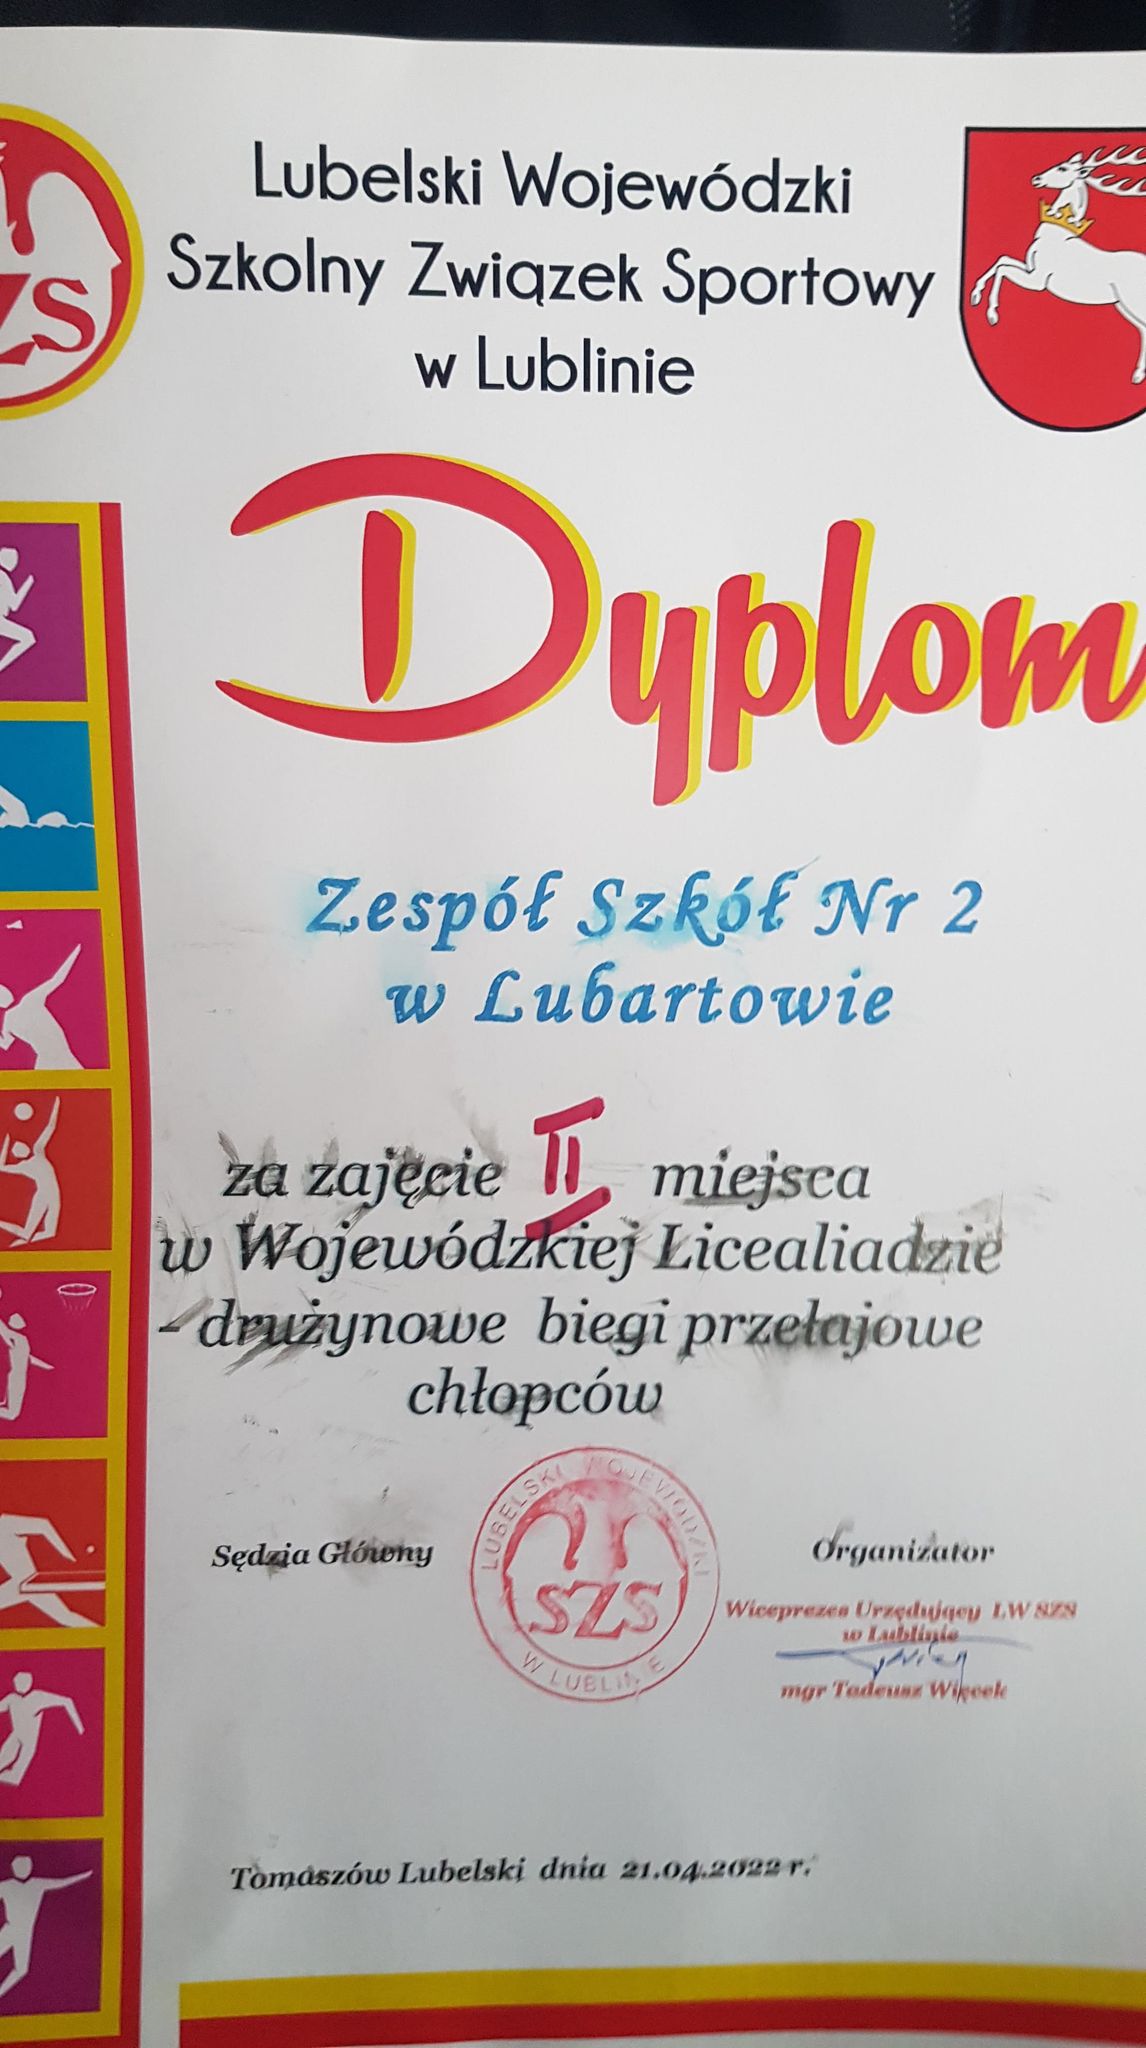 Lubelski Wojewódzki
Szkolny Związek Sportowy
w Lublinie
ZS
Dyplom
Zespół Szkół Nr 2
w Lubartowie
za zajęcie II miejsca
w Wojewódzkiej Licealiadzie
- drużynowe biegi przełajowe
chłopców
Sędzia Główny
LUBELSKI WOJEWÓDZKI
SZS
W LUBLINIE
Organizator
Wiceprezes Urzędujący LW SZS
w Lublinie
mgr Tadeusz Więcek
Tomaszów Lubelski dnia 21.04.2022 r.